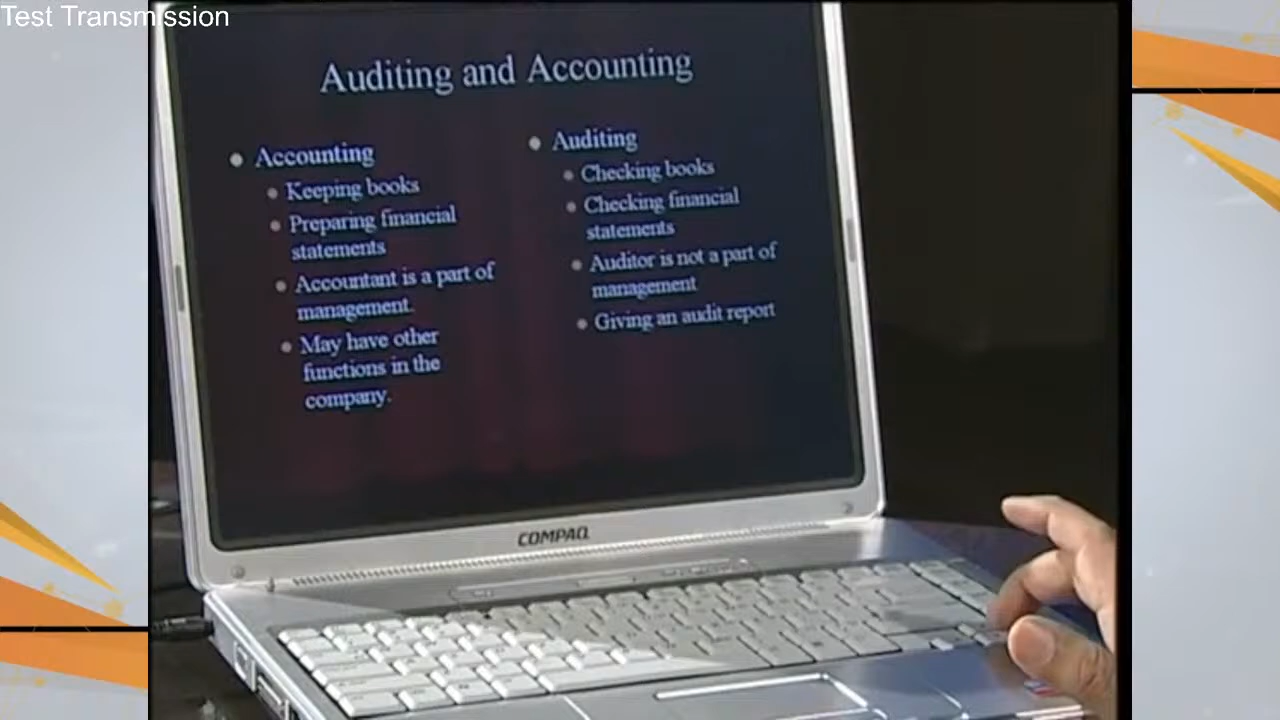 Test Transmission
Auditing and Accounting
Accounting
Keeping books
Preparing financial
statements
Accountant is a part of
management.
May have other
functions in the
company.
Auditing
Checking books
Checking financial
statements
Auditor is not a part of
management
Giving an audit report
COMPAQ